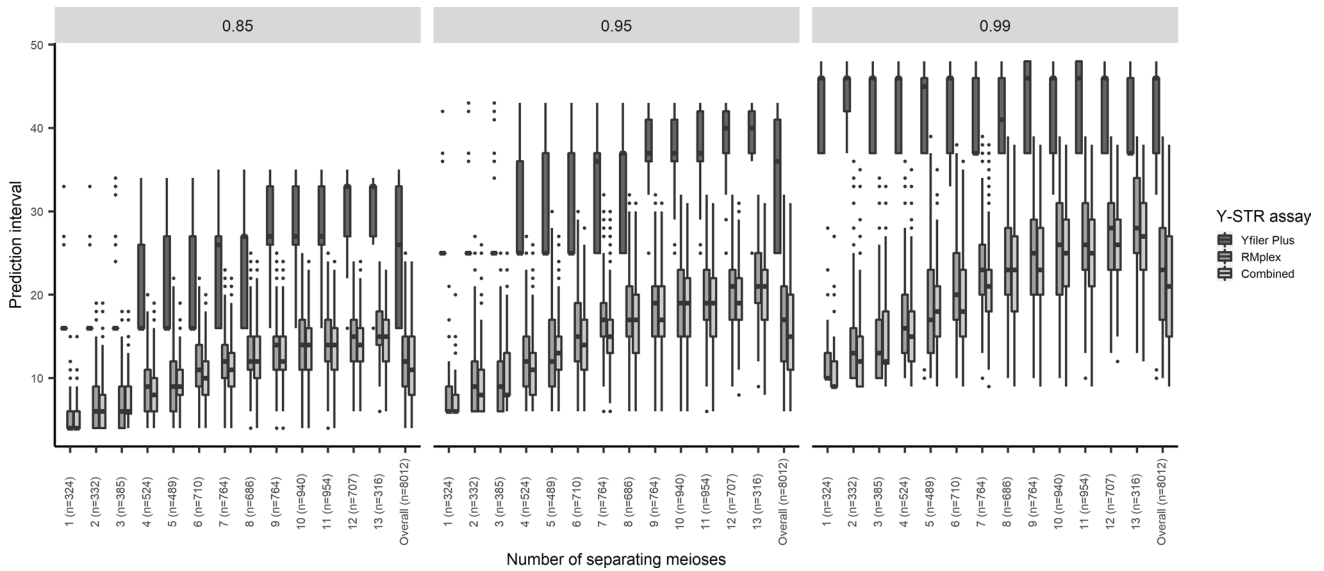 0.85
0.95
0.99
Prediction interval
50
40
30
20
10
1 (n=324)
2 (n=332)
3 (n=385)
4 (n=524)
5 (n=489)
6 (n=710)
7 (n=764)
8 (n=686)
9 (n=764)
10 (n=940)
11 (n=954)
12 (n=707)
13 (n=316)
Overall (n=8012)
1 (n=324)
2 (n=332)
3 (n=385)
4 (n=524)
5 (n=489)
6 (n=710)
7 (n=764)
8 (n=686)
9 (n=764)
10 (n=940)
11 (n=954)
12 (n=707)
13 (n=316)
Overall (n=8012)
1 (n=324)
2 (n=332)
3 (n=385)
4 (n=524)
5 (n=489)
6 (n=710)
7 (n=764)
8 (n=686)
9 (n=764)
10 (n=940)
11 (n=954)
12 (n=707)
13 (n=316)
Overall (n=8012)
Number of separating meioses
Y-STR assay
Yfiler Plus
RMplex
Combined